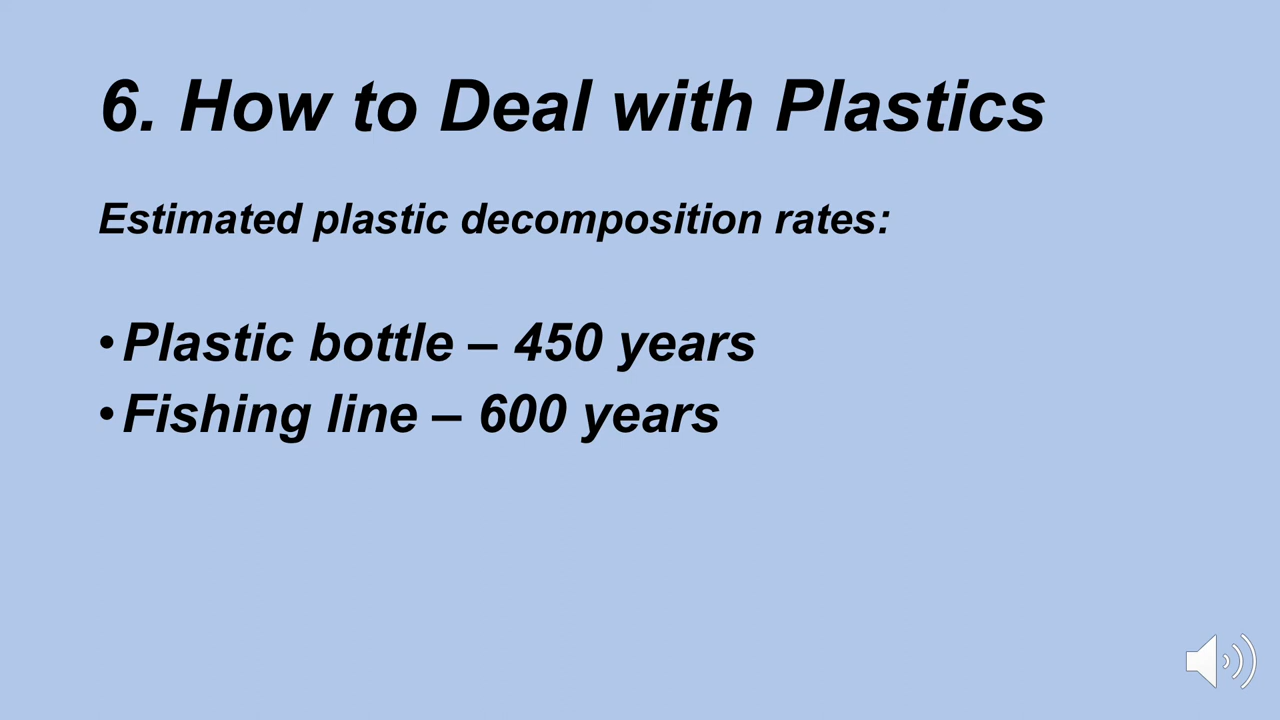 6. How to Deal with Plastics
Estimated plastic decomposition rates:
•Plastic bottle – 450 years
•Fishing line – 600 years